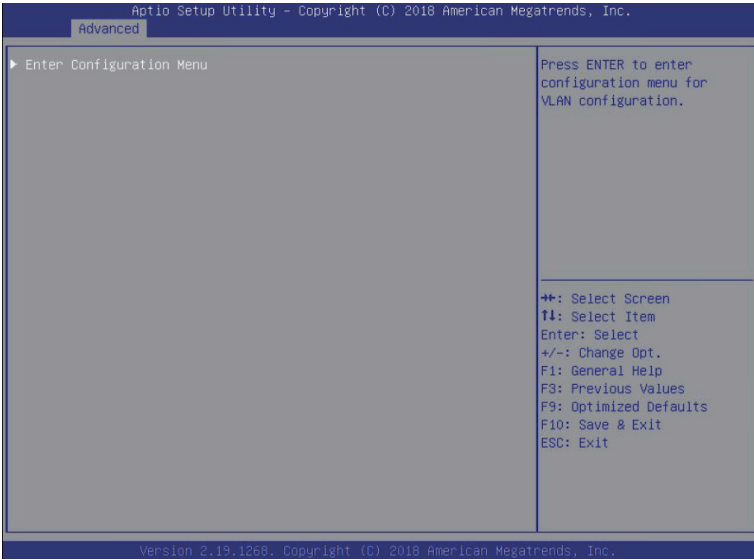 Aptio Setup Utility – Copyright (C) 2018 American Megatrends, Inc.
Advanced
▶ Enter Configuration Menu
Press ENTER to enter
configuration menu for
VLAN configuration.
→←: Select Screen
↑↓: Select Item
Enter: Select
+/-: Change Opt.
F1: General Help
F3: Previous Values
F9: Optimized Defaults
F10: Save & Exit
ESC: Exit
Version 2.19.1268. Copyright (C) 2018 American Megatrends, Inc.